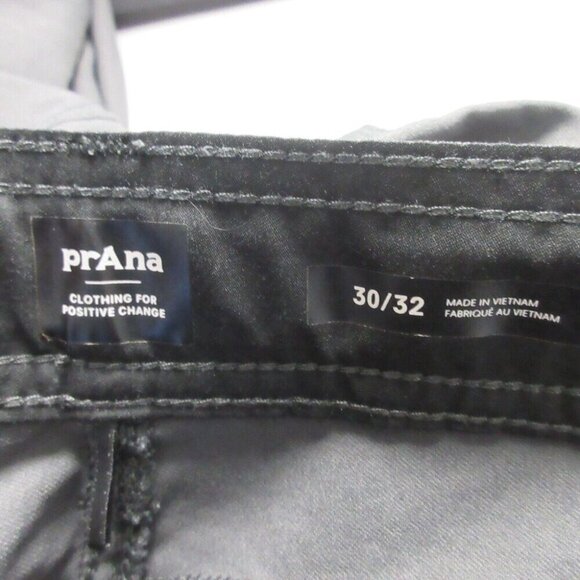 prAna
CLOTHING FOR
POSITIVE CHANGE
30/32
MADE IN VIETNAM
FABRIQUÉ AU VIETNAM